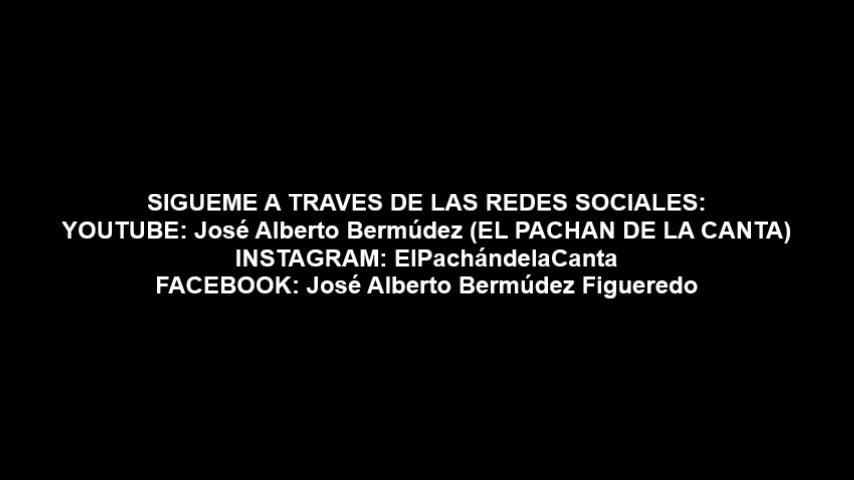 SIGUEME A TRAVES DE LAS REDES SOCIALES:
YOUTUBE: José Alberto Bermúdez (EL PACHAN DE LA CANTA)
INSTAGRAM: ElPachándelaCanta
FACEBOOK: José Alberto Bermúdez Figueredo